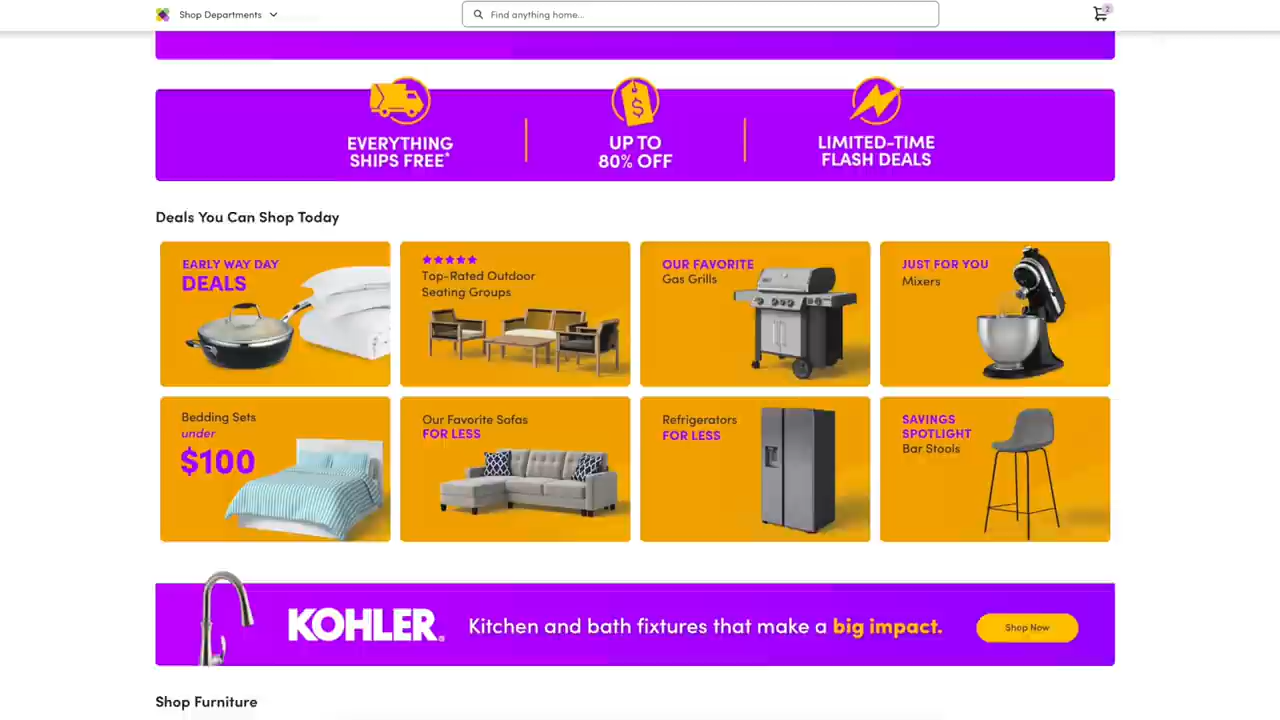 Shop Departments
Find anything home...
2
EVERYTHING
SHIPS FREE*
UP TO
80% OFF
LIMITED-TIME
FLASH DEALS
$
Deals You Can Shop Today
EARLY WAY DAY
DEALS
Top-Rated Outdoor
Seating Groups
OUR FAVORITE
Gas Grills
JUST FOR YOU
Mixers
Bedding Sets
under
$100
Our Favorite Sofas
FOR LESS
Refrigerators
FOR LESS
SAVINGS
SPOTLIGHT
Bar Stools
KOHLER®
Kitchen and bath fixtures that make a big impact.
Shop Now
Shop Furniture